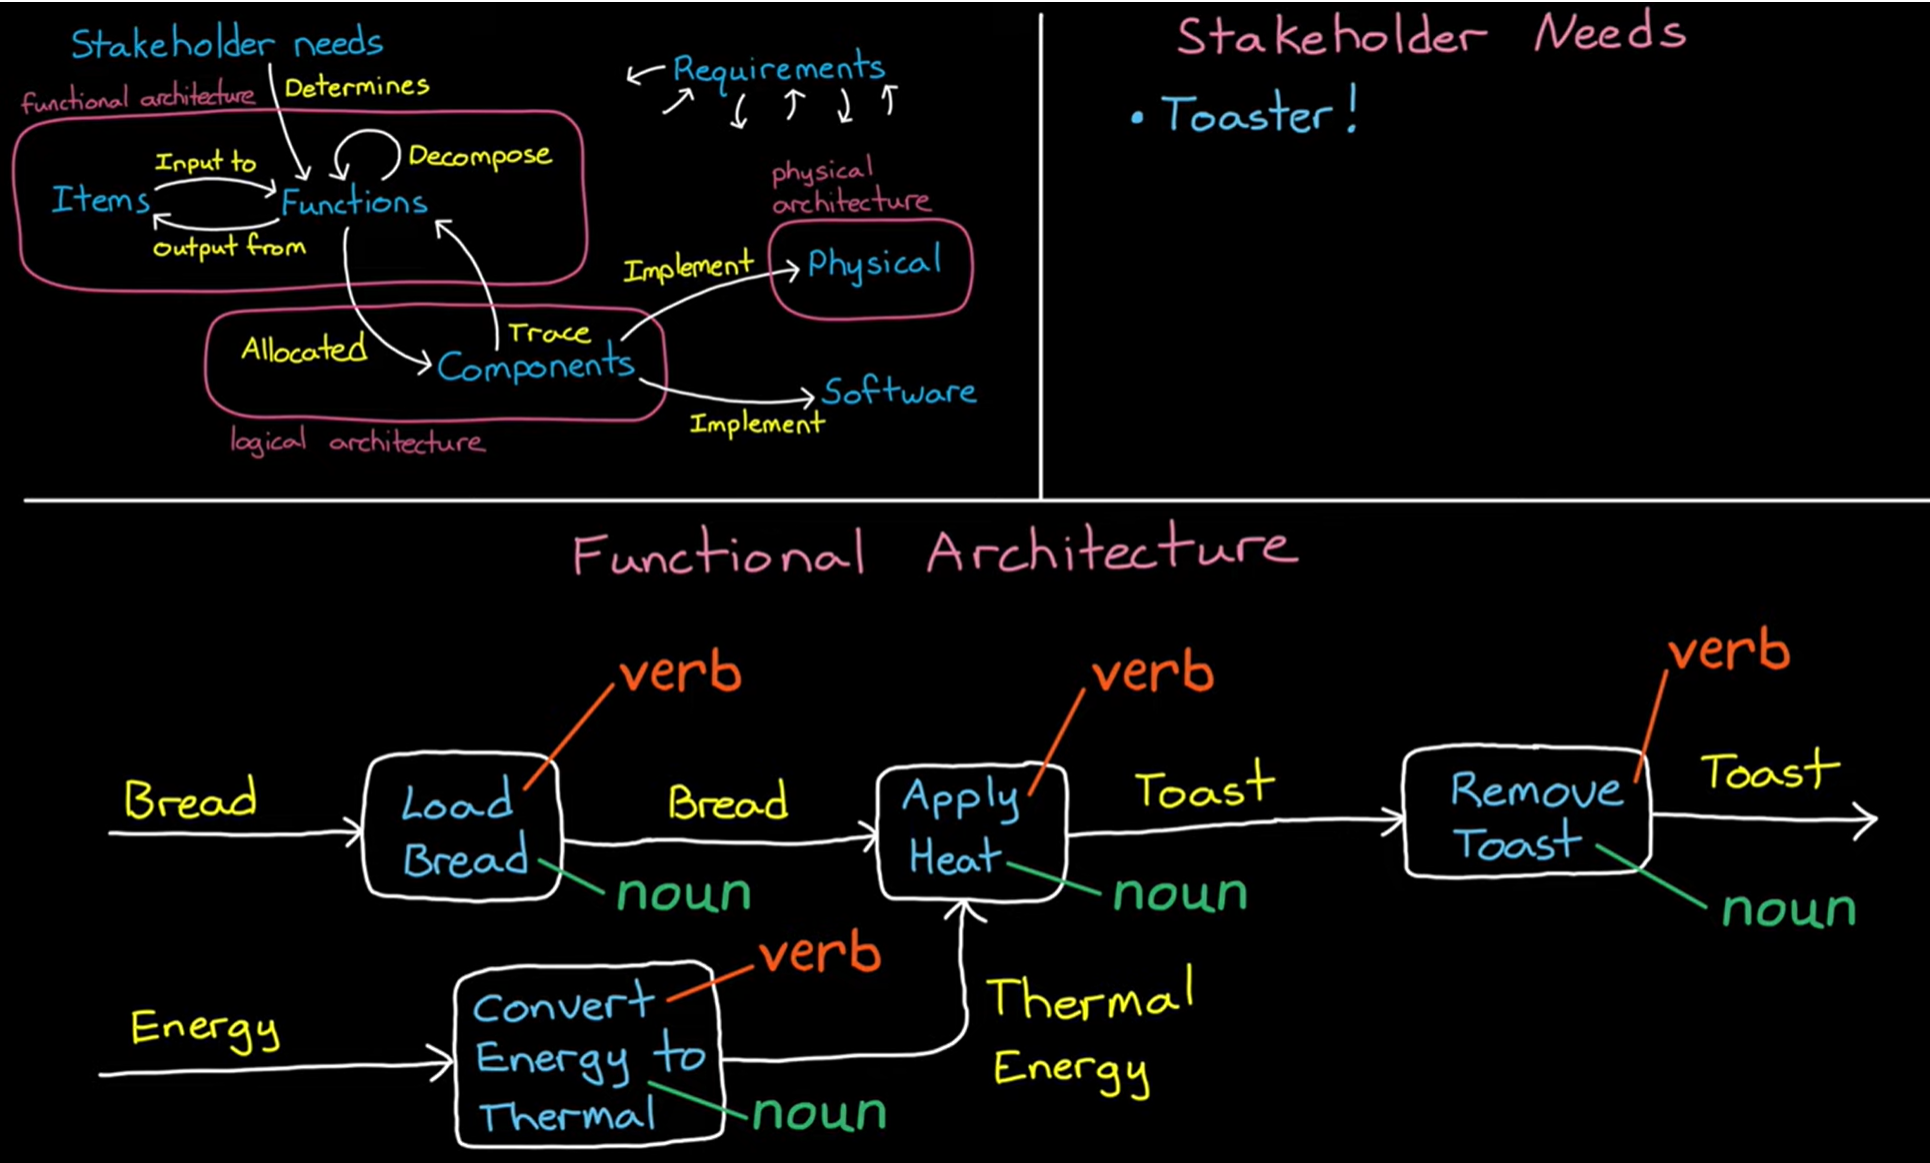 Stakeholder needs
Determines
functional architecture
Input to
Decompose
Items
Functions
Output from
Requirements
physical
architecture
Implement
Physical
Allocated
Trace
Components
Software
Implement
logical architecture
Stakeholder Needs
• Toaster!
Functional Architecture
verb
verb
verb
Bread
Load
Bread
noun
Bread
Apply
Heat
noun
Toast
Remove
Toast
noun
Toast
Energy
Convert
Energy to
Thermal
verb
noun
Thermal
Energy